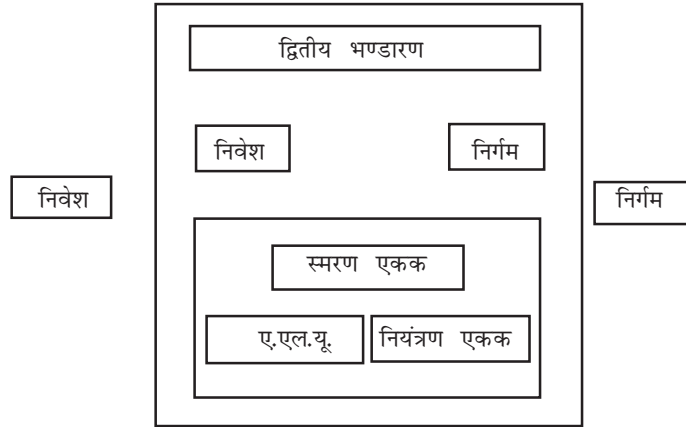 द्वितीय भण्डारण
निवेश
निर्गम
निवेश
निर्गम
स्मरण एकक
ए.एल.यू.
नियंत्रण एकक